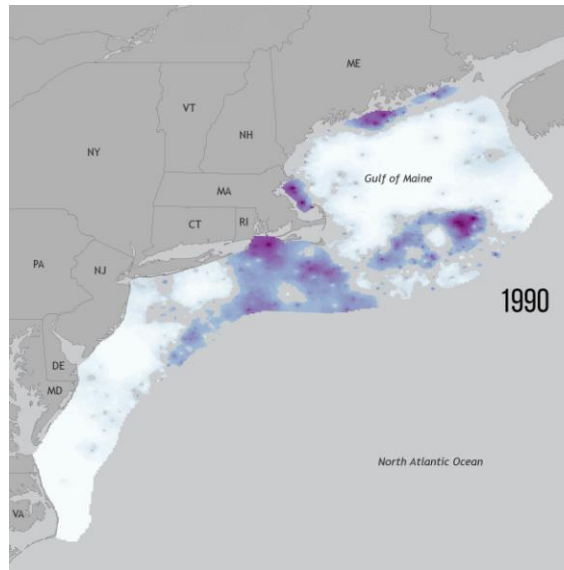 ME
VT
NH
NY
Gulf of Maine
MA
CT
RI
PA
NJ
1990
DE
MD
North Atlantic Ocean
VA